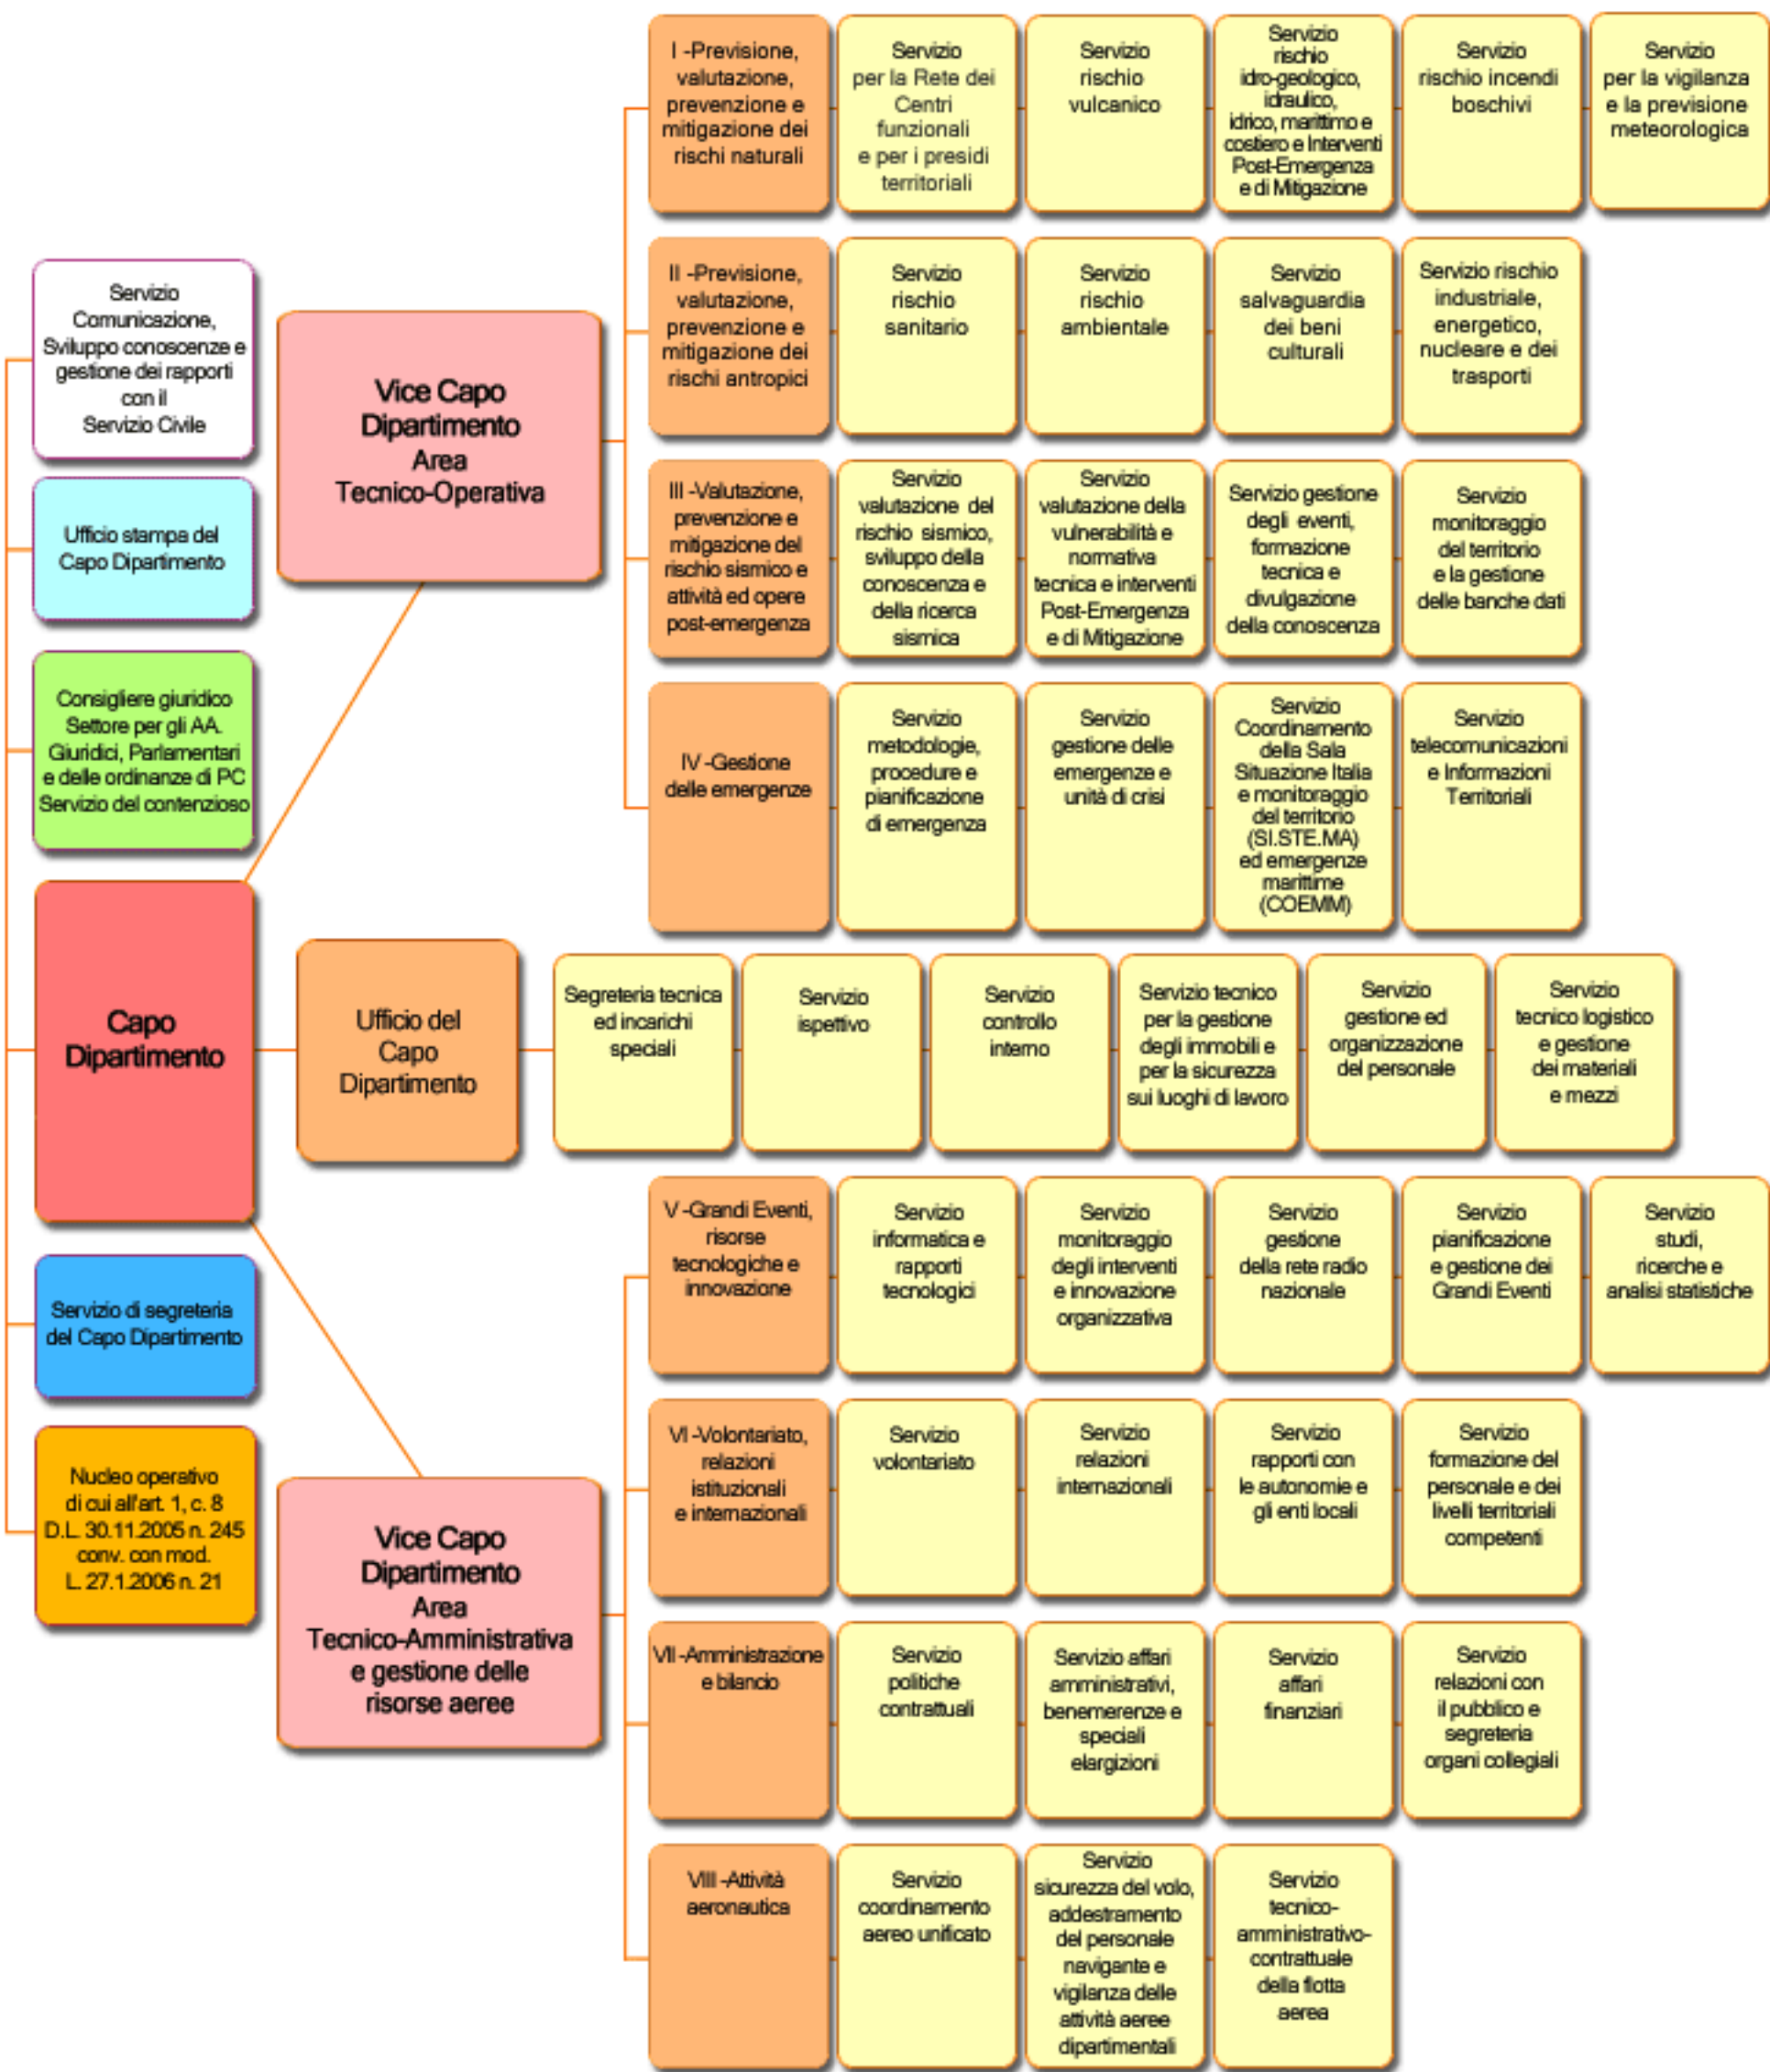 I -Previsione,
valutazione,
prevenzione e
mitigazione dei
rischi naturali
Servizio
per la Rete dei
Centri
funzionali
e per i presidi
territoriali
Servizio
rischio
vulcanico
Servizio
rischio
idro-geologico,
idraulico,
idrico, marittimo e
costiero e Interventi
Post-Emergenza
e di Mitigazione
Servizio
rischio incendi
boschivi
Servizio
per la vigilanza
e la previsione
meteorologica
II -Previsione,
valutazione,
prevenzione e
mitigazione dei
rischi antropici
Servizio
rischio
sanitario
Servizio
rischio
ambientale
Servizio
salvaguardia
dei beni
culturali
Servizio rischio
industriale,
energetico,
nucleare e dei
trasporti
Servizio
Comunicazione,
Sviluppo conoscenze e
gestione dei rapporti
con il
Servizio Civile
Vice Capo
Dipartimento
Area
Tecnico-Operativa
III -Valutazione,
prevenzione e
mitigazione del
rischio sismico e
attività ed opere
post-emergenza
Servizio
valutazione del
rischio sismico,
sviluppo della
conoscenza e
della ricerca
sismica
Servizio
valutazione della
vulnerabilità e
normativa
tecnica e interventi
Post-Emergenza
e di Mitigazione
Servizio gestione
degli eventi,
formazione
tecnica e
divulgazione
della conoscenza
Servizio
monitoraggio
del territorio
e la gestione
delle banche dati
Ufficio stampa del
Capo Dipartimento
Consigliere giuridico
Settore per gli AA.
Giuridici, Parlamentari
e delle ordinanze di PC
Servizio del contenzioso
IV -Gestione
delle emergenze
Servizio
metodologie,
procedure e
pianificazione
di emergenza
Servizio
gestione delle
emergenze e
unità di crisi
Servizio
Coordinamento
della Sala
Situazione Italia
e monitoraggio
del territorio
(SI.STE.MA)
ed emergenze
marittime
(COEMM)
Servizio
telecomunicazioni
e Informazioni
Territoriali
Capo
Dipartimento
Ufficio del
Capo
Dipartimento
Segreteria tecnica
ed incarichi
speciali
Servizio
ispettivo
Servizio
controllo
interno
Servizio tecnico
per la gestione
degli immobili e
per la sicurezza
sui luoghi di lavoro
Servizio
gestione ed
organizzazione
del personale
Servizio
tecnico logistico
e gestione
dei materiali
e mezzi
V -Grandi Eventi,
risorse
tecnologiche e
innovazione
Servizio
informatica e
rapporti
tecnologici
Servizio
monitoraggio
degli interventi
e innovazione
organizzativa
Servizio
gestione
della rete radio
nazionale
Servizio
pianificazione
e gestione dei
Grandi Eventi
Servizio
studi,
ricerche e
analisi statistiche
Servizio di segreteria
del Capo Dipartimento
Nucleo operativo
di cui all'art. 1, c. 8
D.L. 30.11.2005 n. 245
conv. con mod.
L. 27.1.2006 n. 21
VI -Volontariato,
relazioni
istituzionali
e internazionali
Servizio
volontariato
Servizio
relazioni
internazionali
Servizio
rapporti con
le autonomie e
gli enti locali
Servizio
formazione del
personale e dei
livelli territoriali
competenti
Vice Capo
Dipartimento
Area
Tecnico-Amministrativa
e gestione delle
risorse aeree
VII -Amministrazione
e bilancio
Servizio
politiche
contrattuali
Servizio affari
amministrativi,
benemerenze e
speciali
elargizioni
Servizio
affari
finanziari
Servizio
relazioni con
il pubblico e
segreteria
organi collegiali
VIII -Attività
aeronautica
Servizio
coordinamento
aereo unificato
Servizio
sicurezza del volo,
addestramento
del personale
navigante e
vigilanza delle
attività aeree
dipartimentali
Servizio
tecnico-
amministrativo-
contrattuale
della flotta
aerea